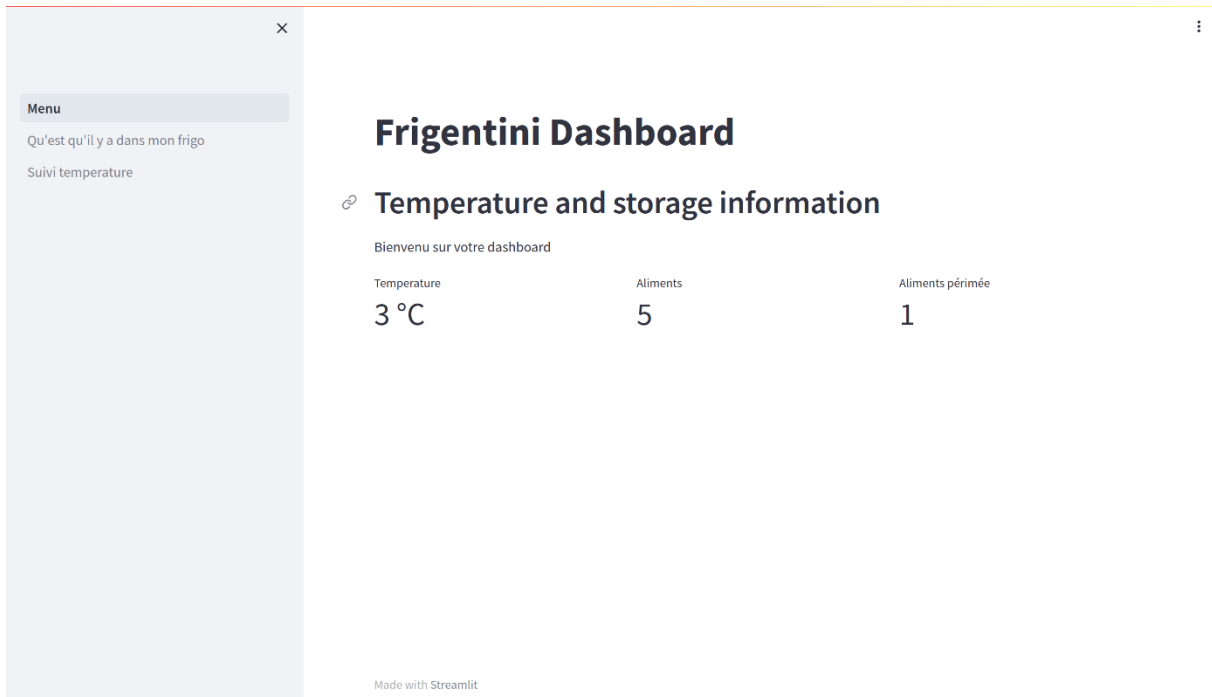 Menu
Qu'est qu'il y a dans mon frigo
Suivi temperature
Frigentini Dashboard
Temperature and storage information
Bienvenu sur votre dashboard
Temperature
3 °C
Aliments
5
Aliments périmée
1
Made with Streamlit